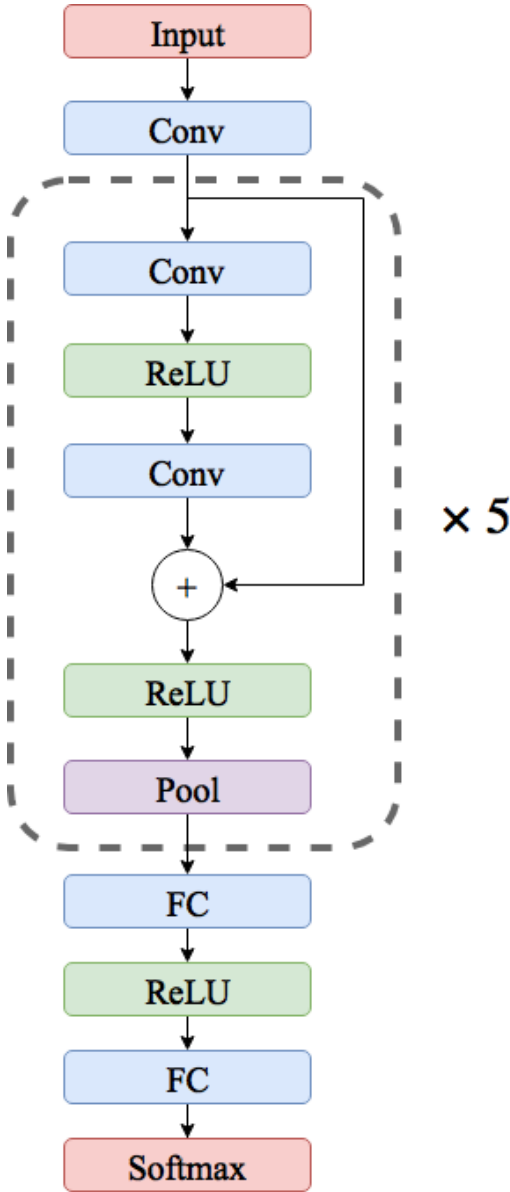 Input
Conv
Conv
ReLU
Conv
× 5
+
ReLU
Pool
FC
ReLU
FC
Softmax